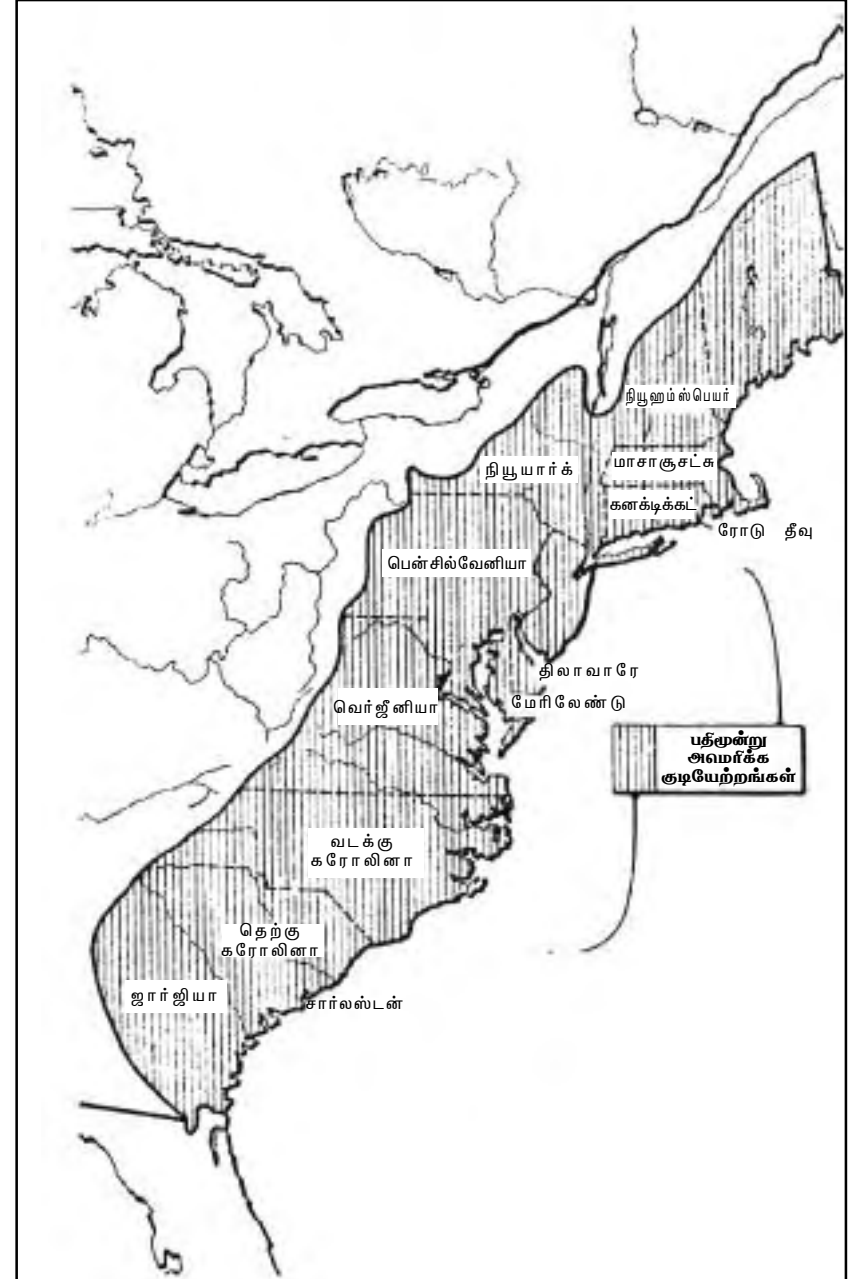 நியூஹம்ஸ்பெயர்
நியூயார்க்
மாசாசூசட்சு
கனக்டிக்கட்
ரோடு தீவு
பென்சில்வேனியா
திலாவாரே
மேரிலேண்டு
வெர்ஜீனியா
பதிமூன்று
அமெரிக்க
குடியேற்றங்கள்
வடக்கு
கரோலினா
தெற்கு
கரோலினா
ஜார்ஜியா
சார்லஸ்டன்